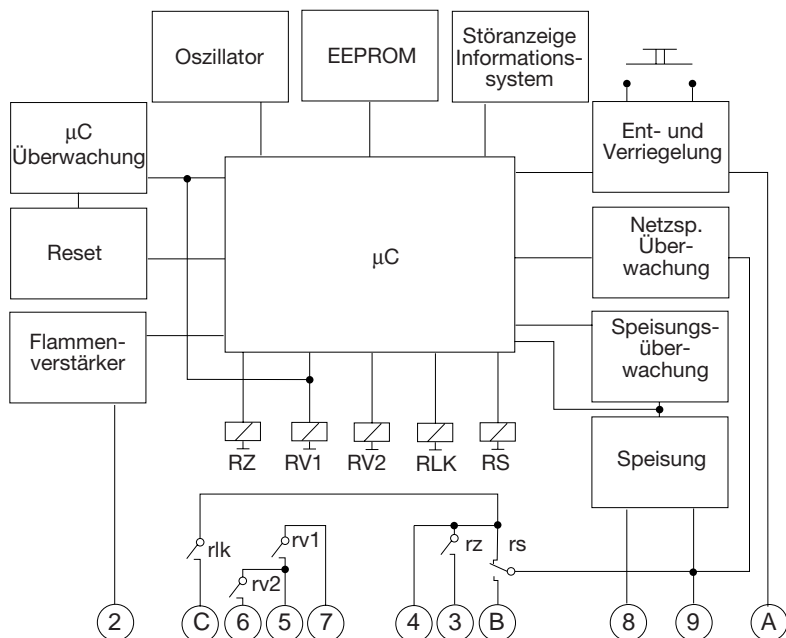 Oszillator
EEPROM
Störanzeige
Informations-
system
µC
Überwachung
Ent- und
Verriegelung
Reset
µC
Netzsp.
Über-
wachung
Flammen-
verstärker
Speisungs-
über-
wachung
RZ
RV1
RV2
RLK
RS
Speisung
rlk
rv1
rv2
rz
rs
2
C
6
5
7
4
3
B
8
9
A